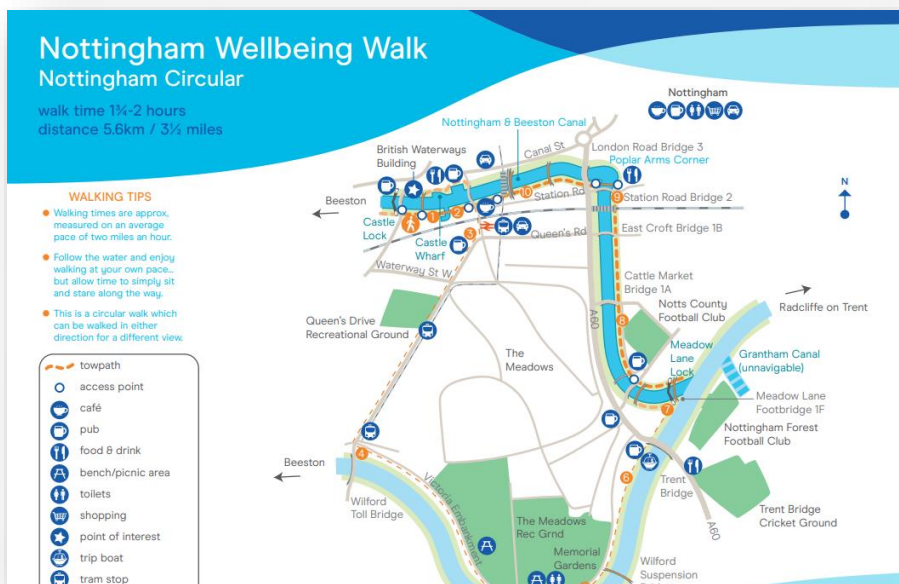 Nottingham Wellbeing Walk
Nottingham Circular
walk time 1¾-2 hours
distance 5.6km / 3½ miles
Nottingham
Nottingham & Beeston Canal
Canal St
London Road Bridge 3
Poplar Arms Corner
British Waterways
Building
Beeston
10
Station Rd
9
Station Road Bridge 2
N
Castle
Lock
1
2
3
Castle
Wharf
Queen's Rd
East Croft Bridge 1B
Waterway St W
Cattle Market
Bridge 1A
Radcliffe on Trent
Notts County
Football Club
A60
8
Queen's Drive
Recreational Ground
The
Meadows
Meadow
Lane
Lock
Grantham Canal
(unnavigable)
7
Meadow Lane
Footbridge 1F
Nottingham Forest
Football Club
4
Beeston
Wilford
Toll Bridge
Victoria Embankment
6
Trent
Bridge
A60
Trent Bridge
Cricket Ground
The Meadows
Rec Grnd
Memorial
Gardens
Wilford
Suspension
WALKING TIPS
Walking times are approx,
measured on an average
pace of two miles an hour.
Follow the water and enjoy
walking at your own pace...
but allow time to simply sit
and stare along the way.
This is a circular walk which
can be walked in either
direction for a different view.
towpath
access point
café
pub
food & drink
bench/picnic area
toilets
shopping
point of interest
trip boat
tram stop